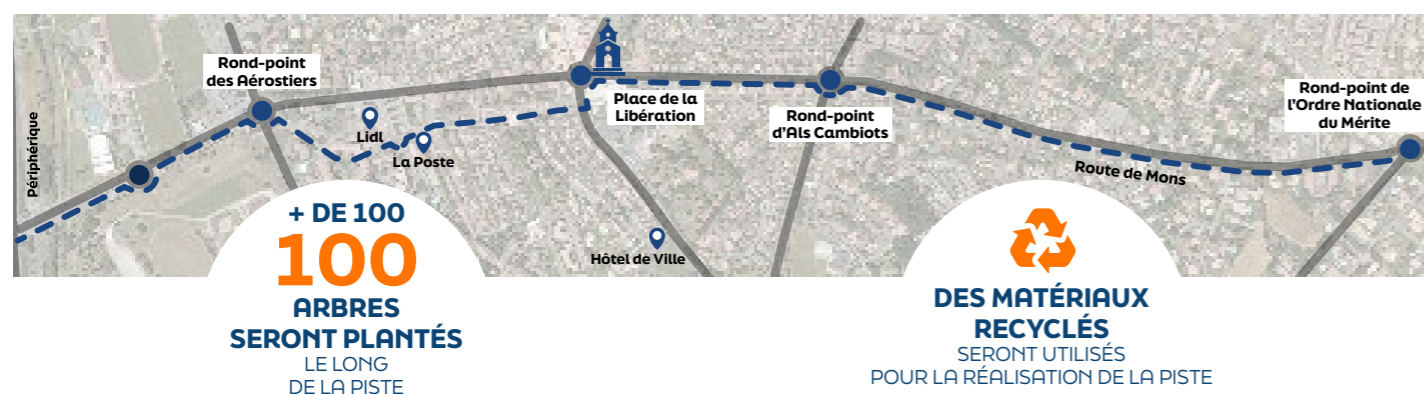 Périphérique
Rond-point
des Aérostiers
Lidl
La Poste
Place de la
Libération
Hôtel de Ville
Rond-point
d'Als Cambiots
Route de Mons
Rond-point de
l'Ordre Nationale
du Mérite
+ DE 100
100
ARBRES
SERONT PLANTÉS
LE LONG
DE LA PISTE
DES MATÉRIAUX
RECYCLÉS
SERONT UTILISÉS
POUR LA RÉALISATION DE LA PISTE